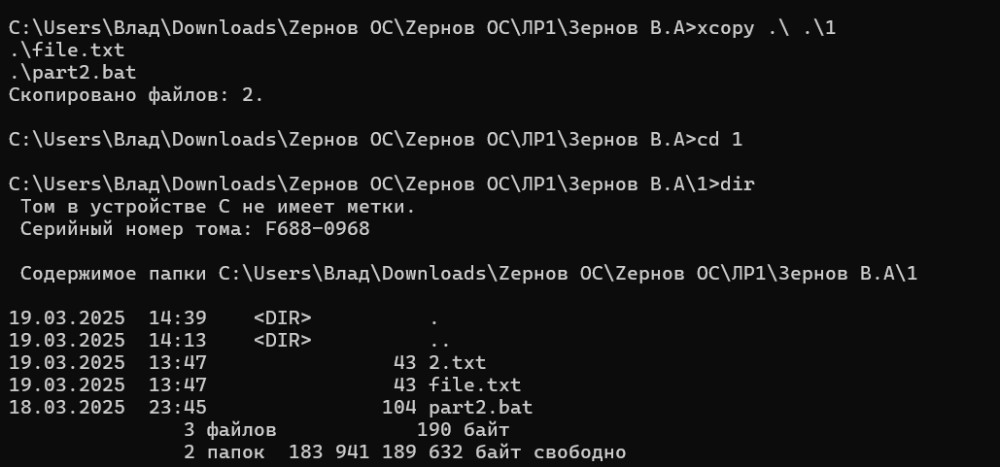 C:\Users\Влад\Downloads\Zернов ОС\Zернов ОС\ЛР1\Зернов В.А>xcopy .\ .\1
.\file.txt
.\part2.bat
Скопировано файлов: 2.
C:\Users\Влад\Downloads\Zернов ОС\Zернов ОС\ЛР1\Зернов В.А>cd 1
C:\Users\Влад\Downloads\Zернов ОС\Zернов ОС\ЛР1\Зернов В.А\1>dir
Том в устройстве C не имеет метки.
Серийный номер тома: F688-0968
Содержимое папки C:\Users\Влад\Downloads\Zернов ОС\Zернов ОС\ЛР1\Зернов В.А\1
19.03.2025  14:39    <DIR>          .
19.03.2025  14:13    <DIR>          ..
19.03.2025  13:47                43 2.txt
19.03.2025  13:47                43 file.txt
18.03.2025  23:45               104 part2.bat
3 файлов            190 байт
2 папок  183 941 189 632 байт свободно